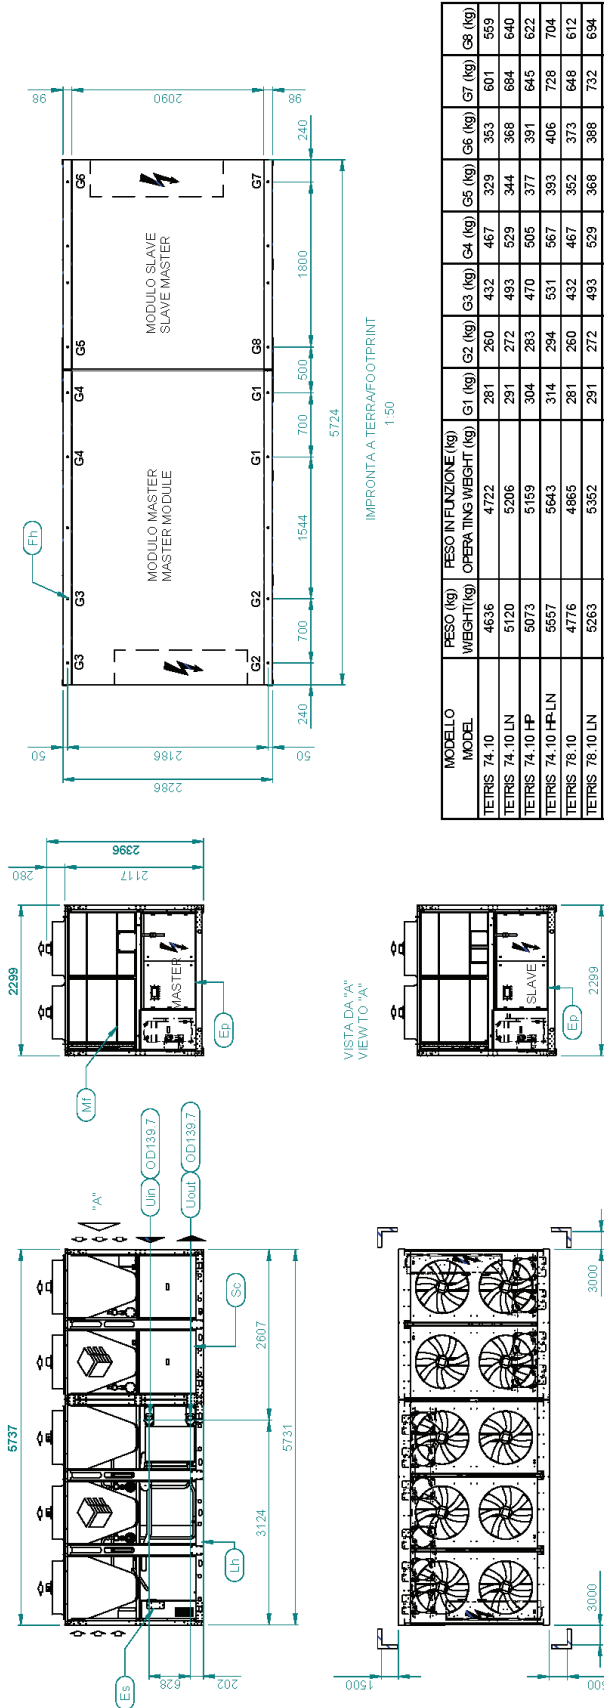 5737
"A"
Uin
OD139.7
Uout
OD139.7
Es
628
202
Lh
Sc
3124
2607
5731
1500
3000
3000
Mf
2299
280
2117
2396
MASTER
Ep
VISTA DA "A"
VIEW TO "A"
SLAVE
Ep
2299
Fh
G3
G3
G4
G4
G5
G6
98
2090
98
50
2186
50
2286
MODULO MASTER
MASTER MODULE
MODULO SLAVE
SLAVE MASTER
G2
G2
G1
G1
G8
G7
240
700
1544
700
500
1800
240
5724
IMPRONTA A TERRA/FOOTPRINT
1:50
MODELLO PESO (kg) PESO IN FUNZIONE (kg) G1 (kg) G2 (kg) G3 (kg) G4 (kg) G5 (kg) G6 (kg) G7 (kg) G8 (kg)
MODEL WEIGHT(kg) OPERATING WEIGHT (kg)
TETRIS 74.10 4636 4722 281 260 432 467 329 353 601 559
TETRIS 74.10 LN 5120 5206 291 272 493 529 344 368 684 640
TETRIS 74.10 HP 5073 5159 304 283 470 505 377 391 645 622
TETRIS 74.10 HP-LN 5557 5643 314 294 531 567 393 406 728 704
TETRIS 78.10 4776 4865 281 260 432 467 352 373 648 612
TETRIS 78.10 LN 5263 5352 291 272 493 529 368 388 732 694